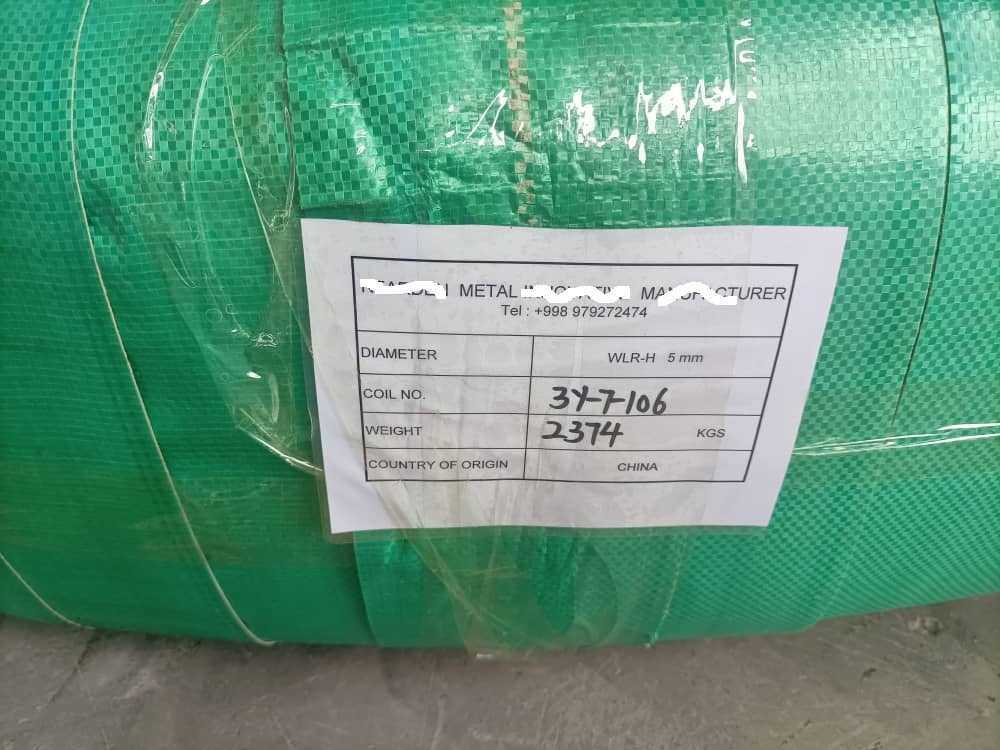 METAL MANUFACTURER
Tel : +998 979272474
DIAMETER WLR-H 5 mm
COIL NO. 3Y-7-106
WEIGHT 2374 KGS
COUNTRY OF ORIGIN CHINA